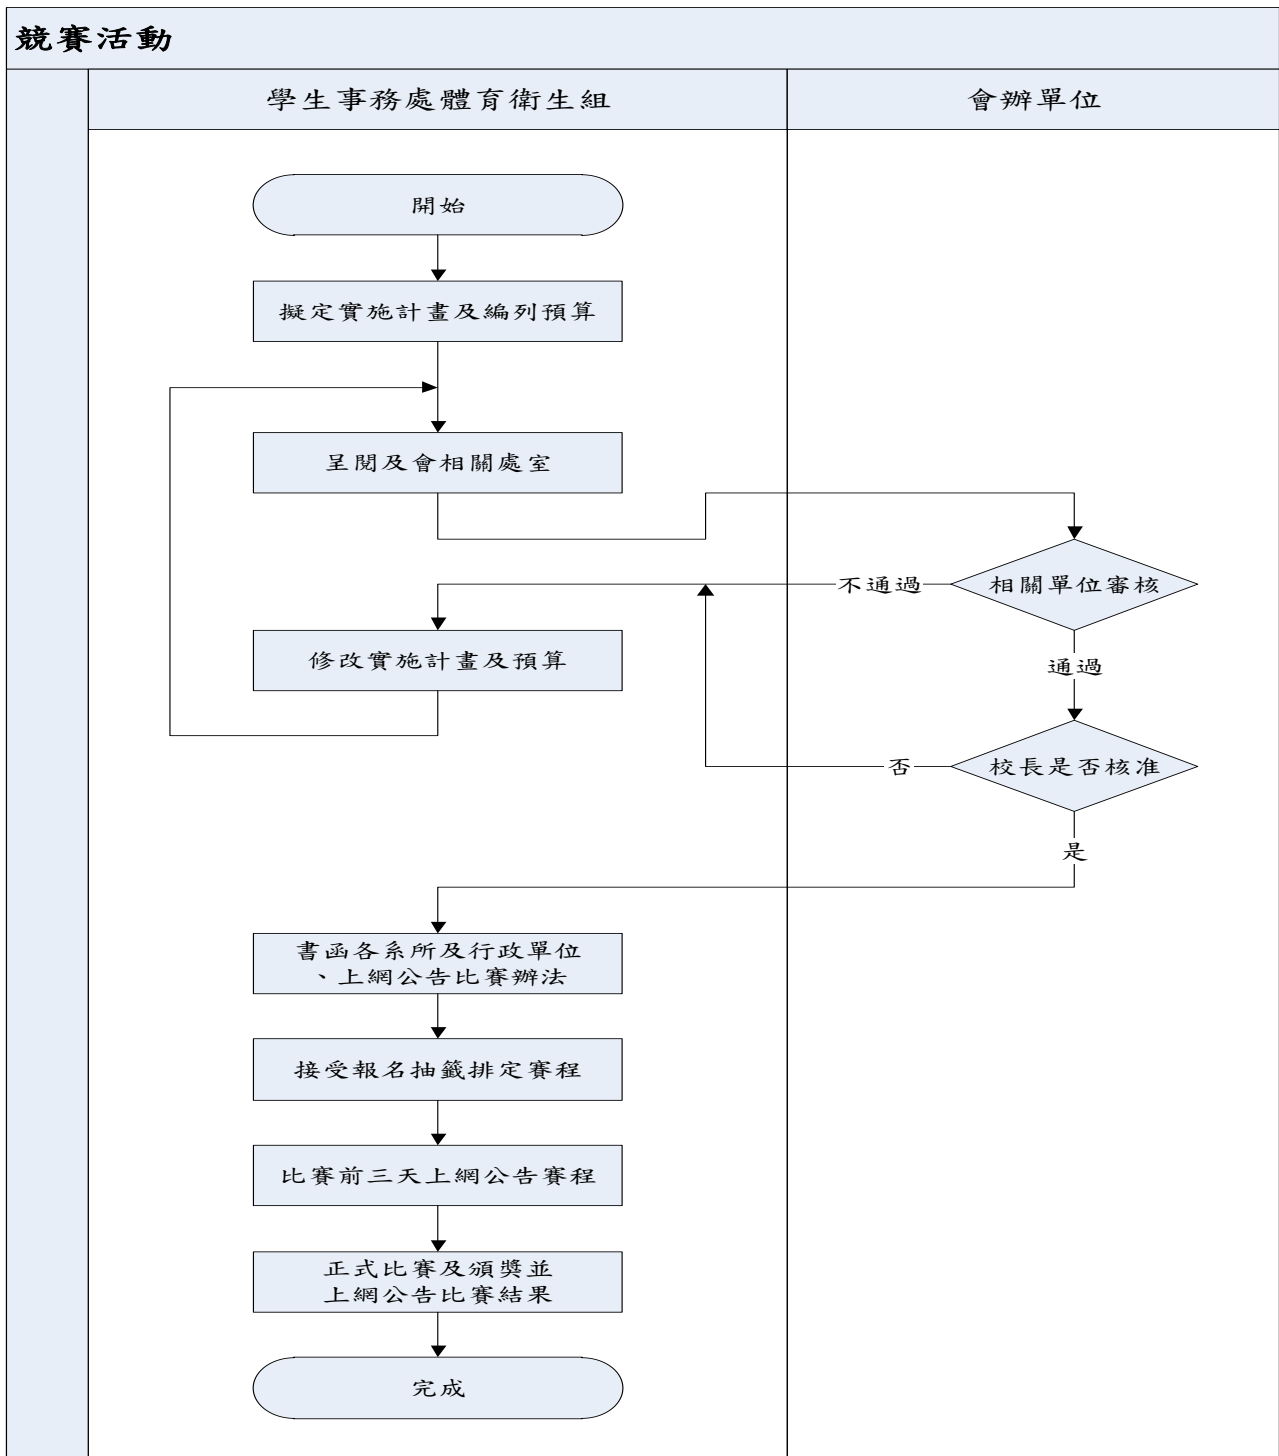 競賽活動
學生事務處體育衛生組
會辦單位
開始
擬定實施計畫及編列預算
呈閱及會相關處室
相關單位審核
不通過
修改實施計畫及預算
通過
校長是否核准
否
是
書函各系所及行政單位
、上網公告比賽辦法
接受報名抽籤排定賽程
比賽前三天上網公告賽程
正式比賽及頒獎並
上網公告比賽結果
完成